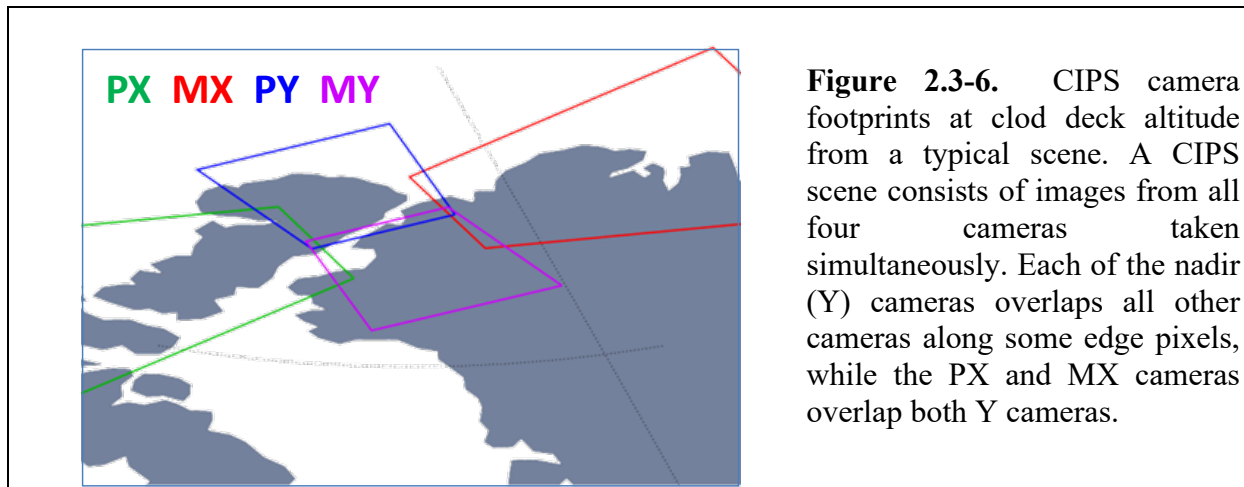 PX MX PY MY
Figure 2.3-6. CIPS camera
footprints at clod deck altitude
from a typical scene. A CIPS
scene consists of images from all
four cameras taken
simultaneously. Each of the nadir
(Y) cameras overlaps all other
cameras along some edge pixels,
while the PX and MX cameras
overlap both Y cameras.